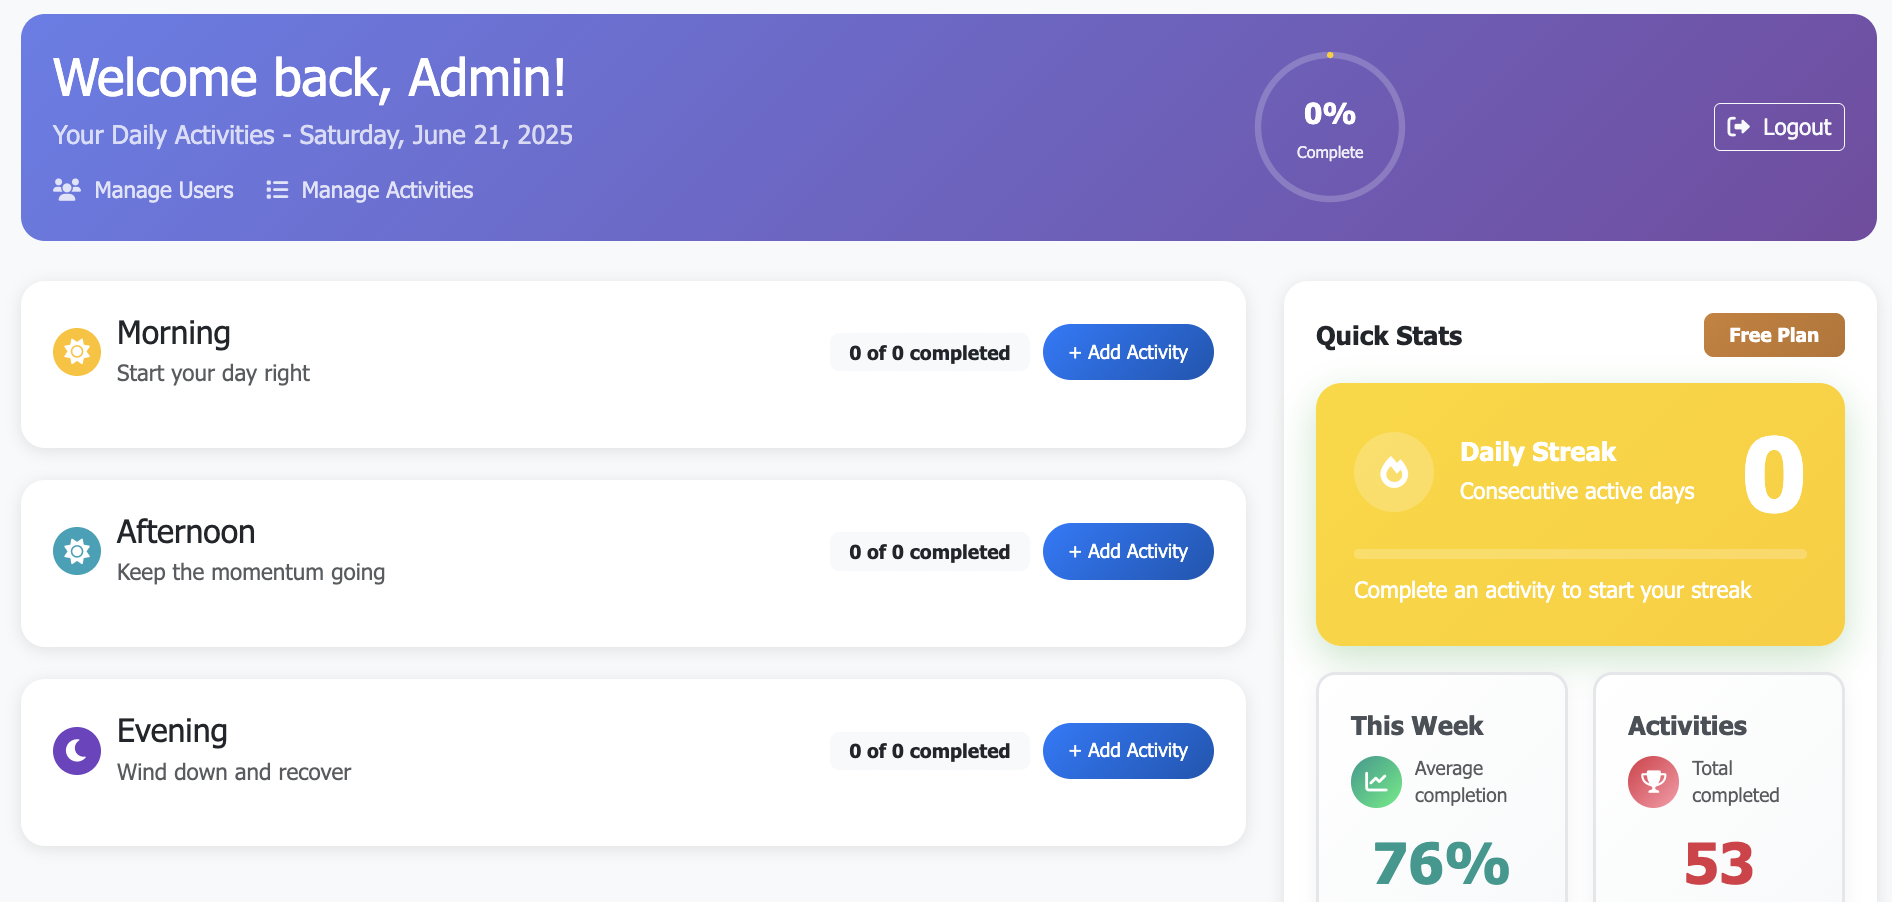 Welcome back, Admin!
Your Daily Activities - Saturday, June 21, 2025
Manage Users Manage Activities
0%
Complete
Logout
Morning
Start your day right
0 of 0 completed
+ Add Activity
Afternoon
Keep the momentum going
0 of 0 completed
+ Add Activity
Evening
Wind down and recover
0 of 0 completed
+ Add Activity
Quick Stats
Free Plan
Daily Streak
Consecutive active days
0
Complete an activity to start your streak
This Week
Average
completion
76%
Activities
Total
completed
53